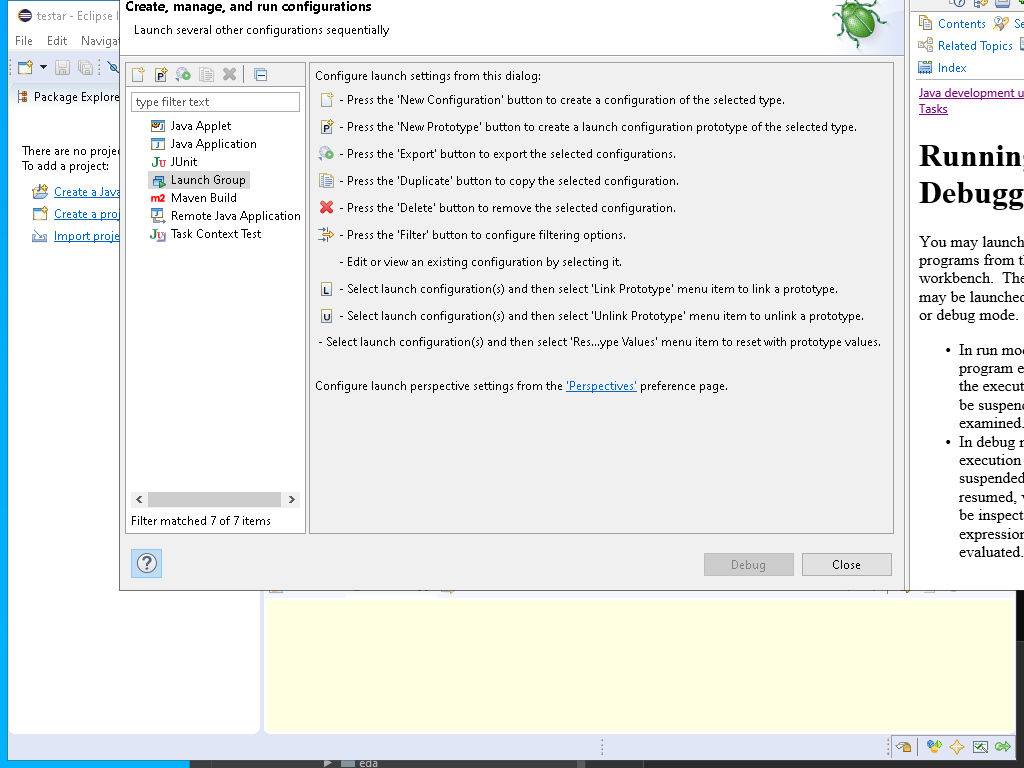 testar - Eclipse I
File Edit Naviga
Package Explore
There are no proje
To add a project:
Create a Java
Create a proj
Import proje
Create, manage, and run configurations
Launch several other configurations sequentially
type filter text
Java Applet
Java Application
JUnit
Launch Group
Maven Build
Remote Java Application
Task Context Test
Filter matched 7 of 7 items
Configure launch settings from this dialog:
- Press the 'New Configuration' button to create a configuration of the selected type.
- Press the 'New Prototype' button to create a launch configuration prototype of the selected type.
- Press the 'Export' button to export the selected configurations.
- Press the 'Duplicate' button to copy the selected configuration.
- Press the 'Delete' button to remove the selected configuration.
- Press the 'Filter' button to configure filtering options.
- Edit or view an existing configuration by selecting it.
L - Select launch configuration(s) and then select 'Link Prototype' menu item to link a prototype.
U - Select launch configuration(s) and then select 'Unlink Prototype' menu item to unlink a prototype.
- Select launch configuration(s) and then select 'Res...ype Values' menu item to reset with prototype values.
Configure launch perspective settings from the 'Perspectives' preference page.
?
Debug
Close
Contents Se
Related Topics
Index
Java development u
Tasks
Running
Debugg
You may launch
programs from th
workbench. The
may be launched
or debug mode.
• In run mod
program e
the execut
be suspend
examined.
• In debug m
execution
suspended
resumed, v
be inspect
expression
evaluated.
eda